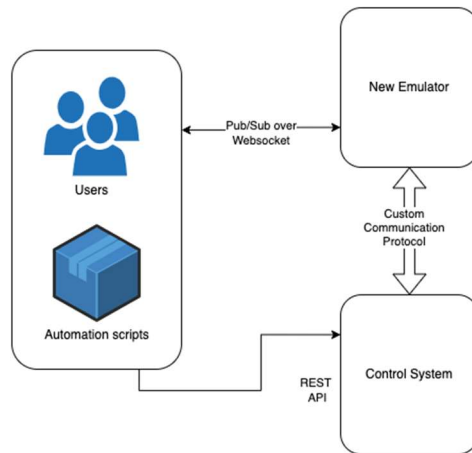 Users
Automation scripts
Pub/Sub over
Websocket
New Emulator
Custom
Communication
Protocol
REST
API
Control System